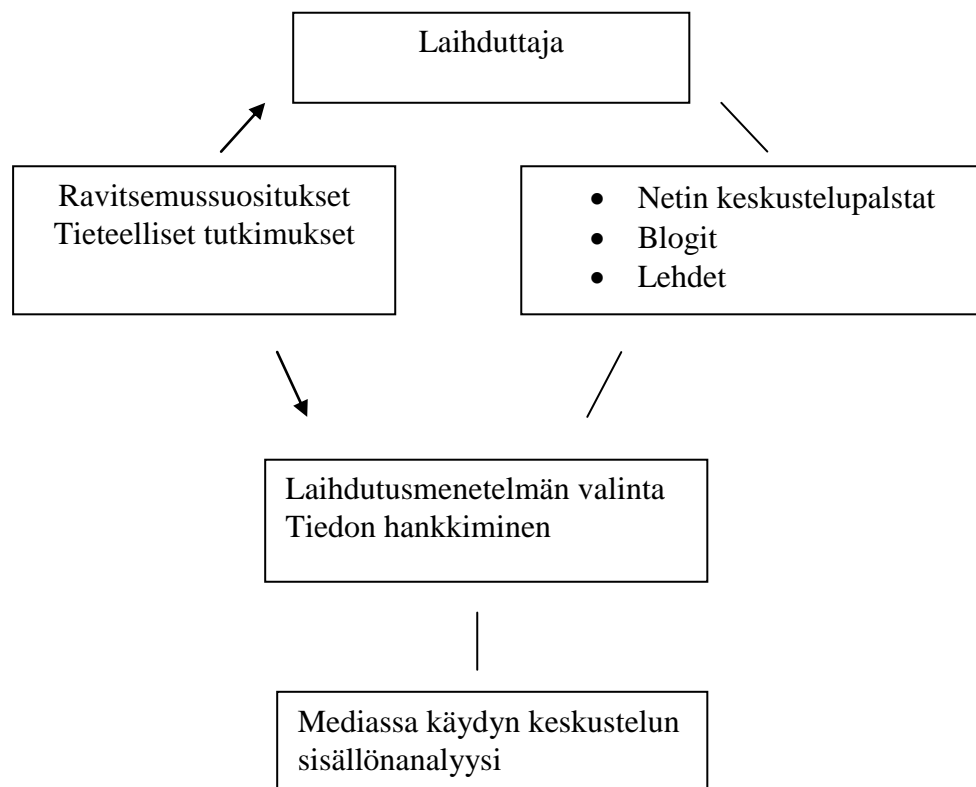 Laihduttaja
Ravitsemussuositukset
Tieteelliset tutkimukset
• Netin keskustelupalstat
• Blogit
• Lehdet
Laihdutusmenetelmän valinta
Tiedon hankkiminen
Mediassa käydyn keskustelun
sisällönanalyysi